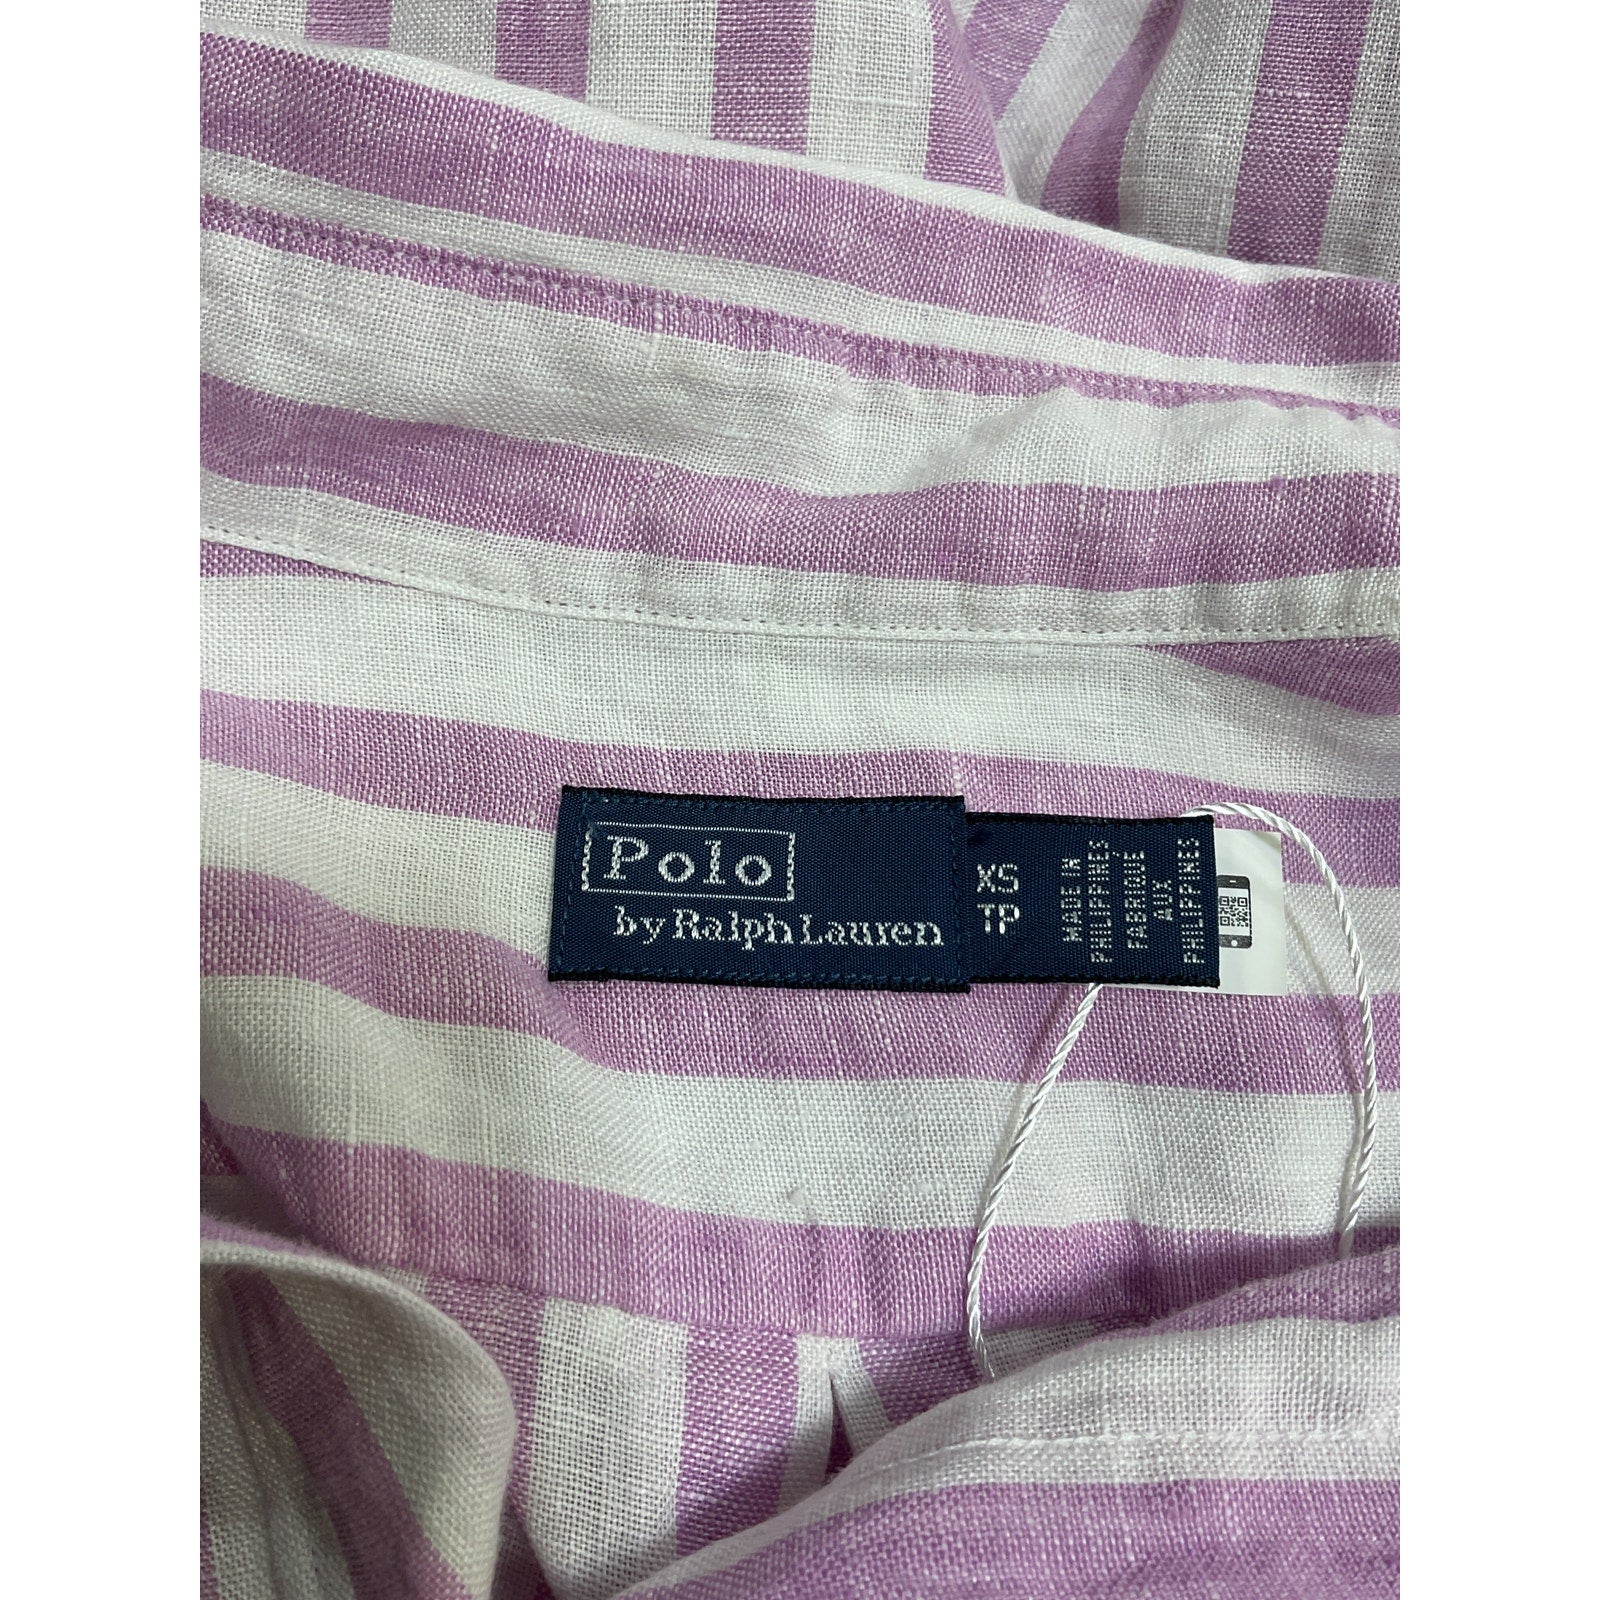 Polo
by Ralph Lauren
XS
TP
MADE IN
PHILIPPINES
FABRIQUE
AUX
PHILIPPINES